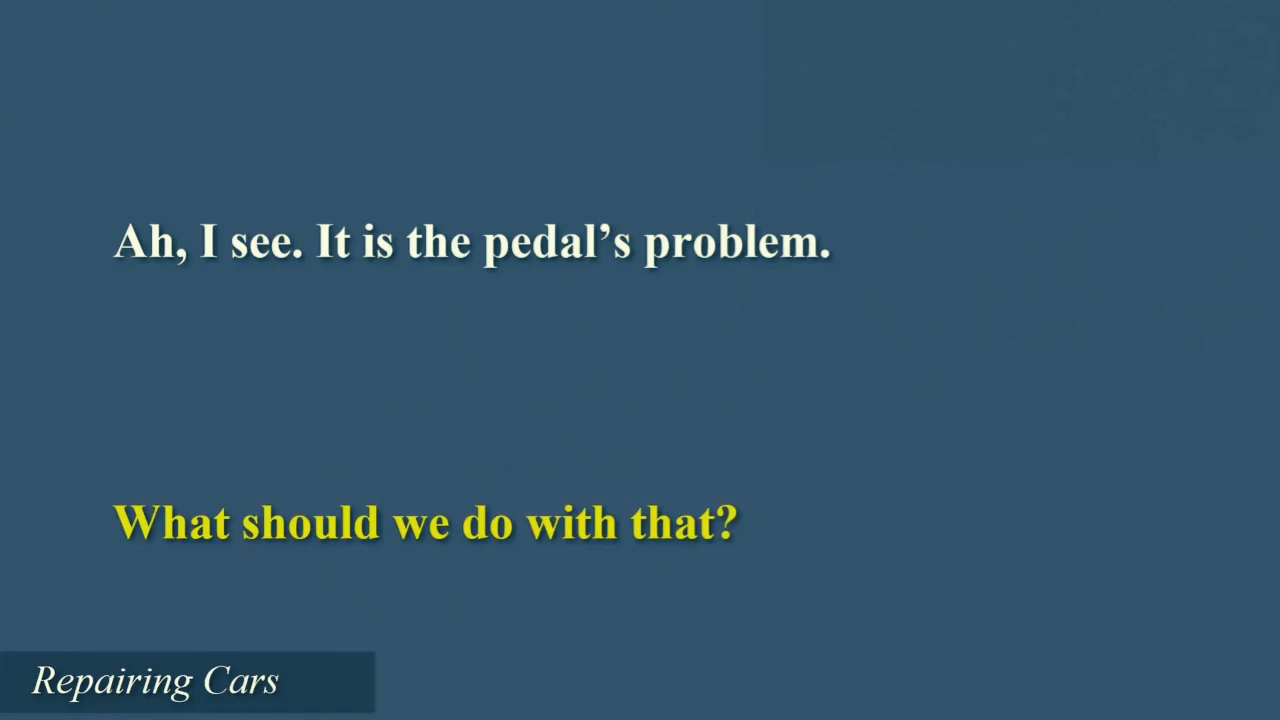 Ah, I see. It is the pedal’s problem.
What should we do with that?
Repairing Cars